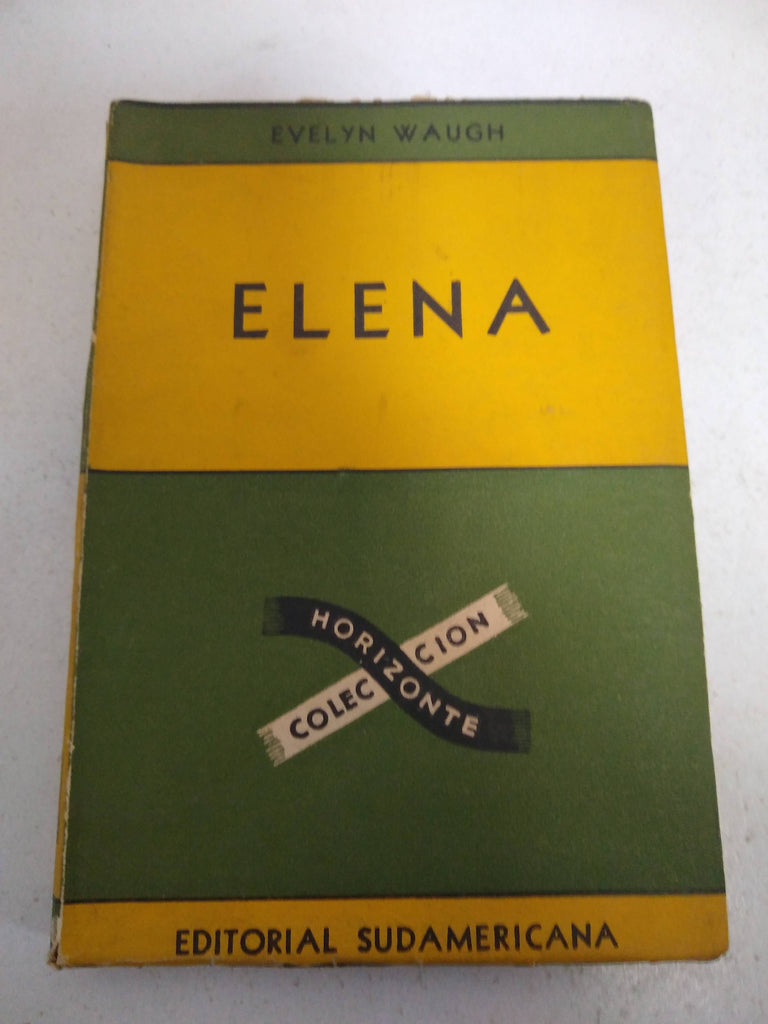 EVELYN WAUGH
ELENA
COLECCION
HORIZONTE
EDITORIAL SUDAMERICANA